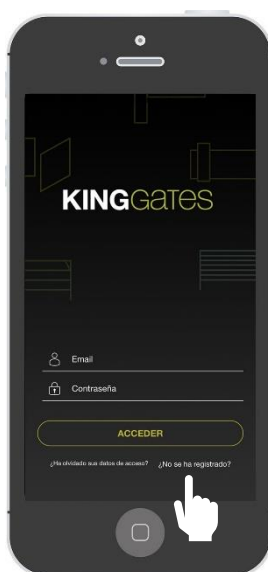 KINGGaTeS
Email
Contraseña
ACCEDER
¿Ha olvidado sus datos de acceso? ¿No se ha registrado?